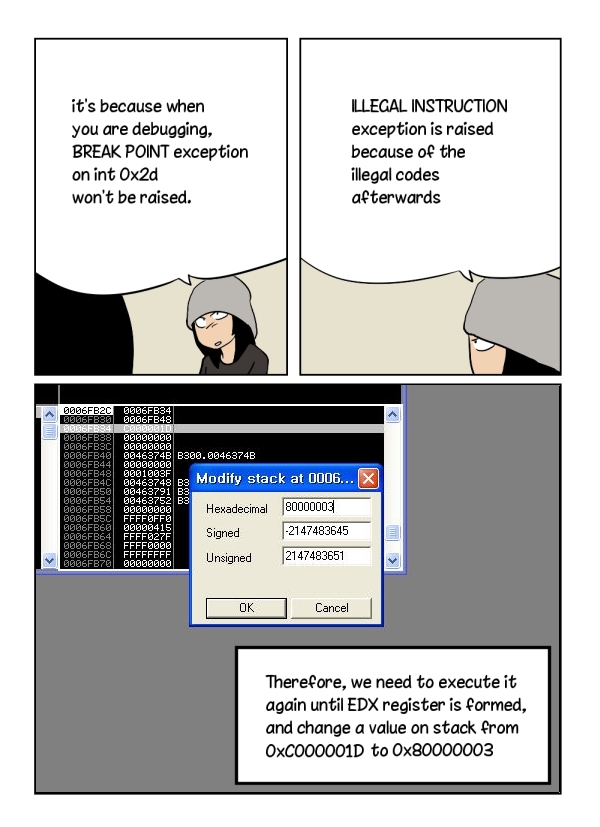 it's because when
you are debugging,
BREAK POINT exception
on int 0x2d
won't be raised.
ILLEGAL INSTRUCTION
exception is raised
because of the
illegal codes
afterwards
0006FB2C 0006FB34
0006FB30 0006FB48
0006FB34 C000001D
0006FB38 00000000
0006FB3C 00000000
0006FB40 0046374B B300.0046374B
0006FB44 00000000
0006FB48 0001003F
0006FB4C 00463748 B3
0006FB50 00463791 B3
0006FB54 00463752 B3
0006FB58 00000000
0006FB5C FFFF0FF0
0006FB60 00000415
0006FB64 FFFF027F
0006FB68 FFFF0000
0006FB6C FFFFFFFF
0006FB70 00000000
Modify stack at 0006...
Hexadecimal 80000003
Signed -2147483645
Unsigned 2147483651
OK Cancel
Therefore, we need to execute it
again until EDX register is formed,
and change a value on stack from
0xC000001D to 0x80000003